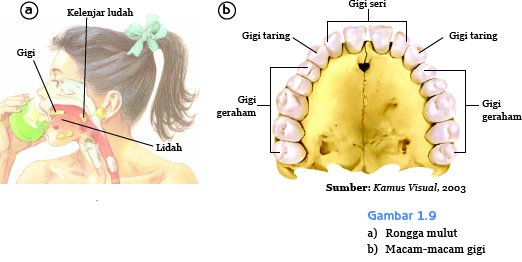 a
Kelenjar ludah
Gigi
Lidah
b
Gigi seri
Gigi taring
Gigi taring
Gigi
geraham
Gigi
geraham
Sumber: Kamus Visual, 2003
Gambar 1.9
a) Rongga mulut
b) Macam-macam gigi